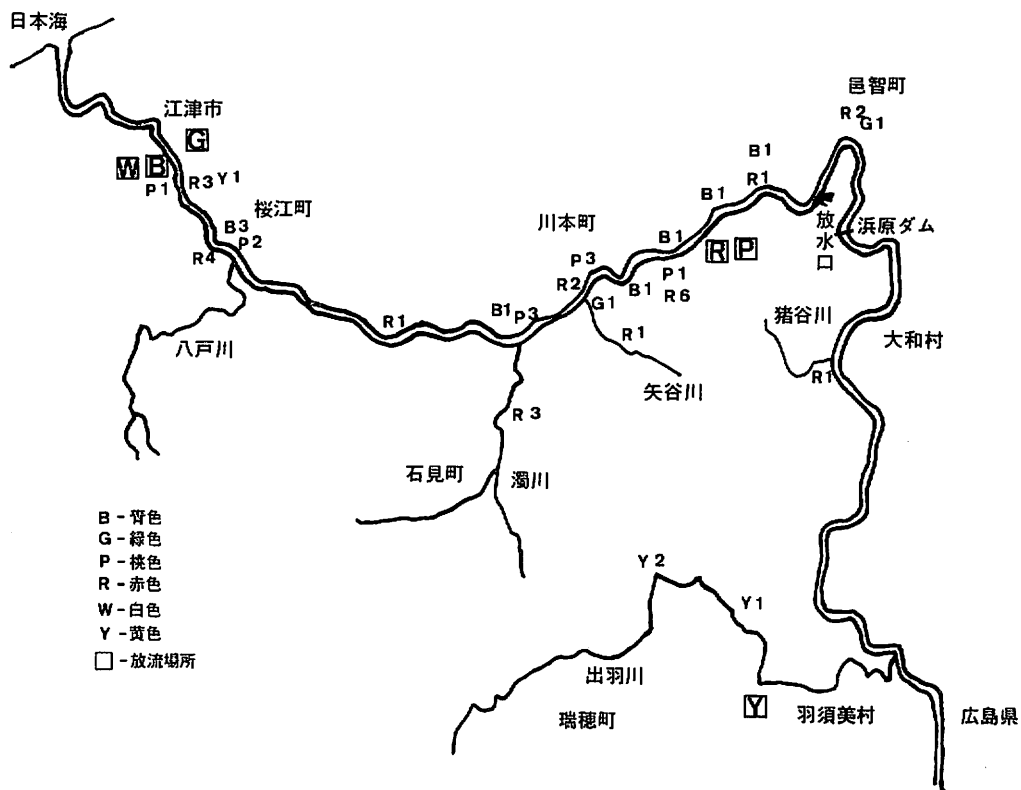 日本海
邑智町
江津市
R2
G1
G
W B
B1
P1
R3 Y1
R1
B1
桜江町
川本町
放水口
浜原ダム
B3
P2
B1
R P
R4
P3
P1
R2
B1
R6
G1
B1
P3
猪谷川
大和村
R1
R1
八戸川
矢谷川
R1
R3
石見町
濁川
B-青色
G-緑色
P-桃色
R-赤色
W-白色
Y-黄色
□-放流場所
Y2
Y1
出羽川
Y
羽須美村
瑞穂町
広島県